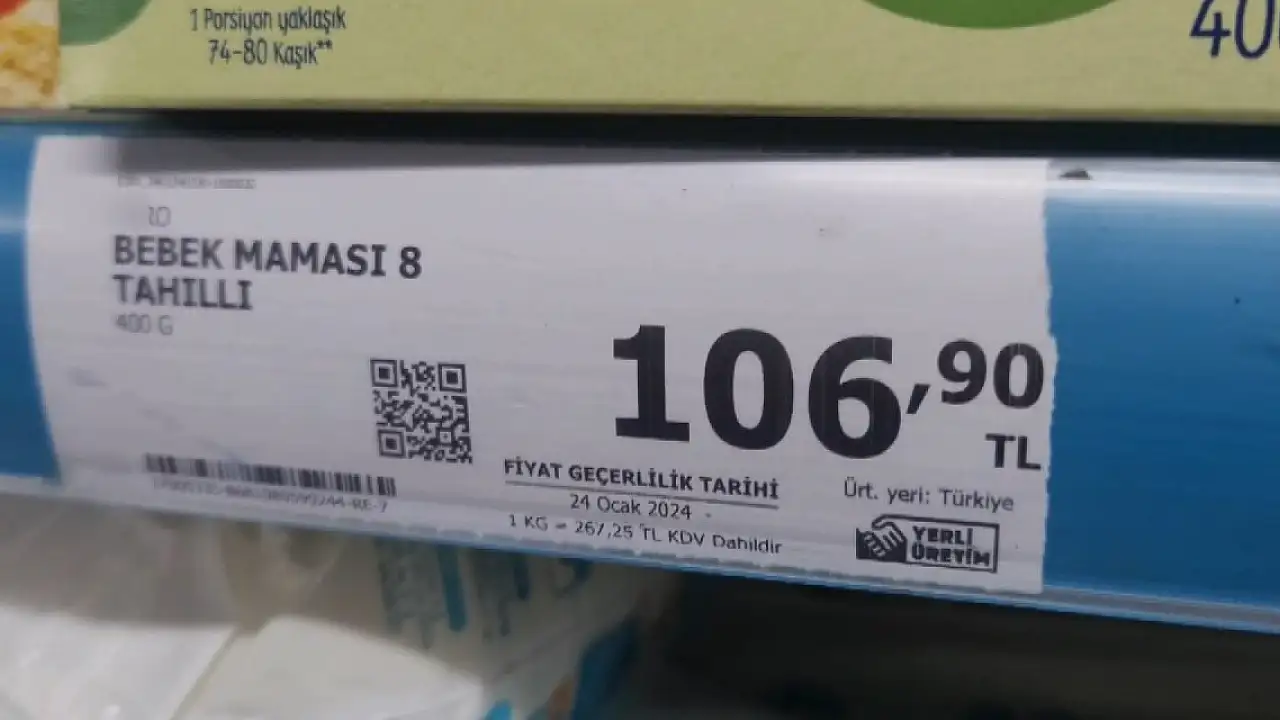 1 Porsiyon yaklaşık
74-80 Kaşık**
400
BEBEK MAMASI 8
TAHILLI
400 G
106,90
TL
FİYAT GEÇERLİLİK TARİHİ
24 Ocak 2024
1 KG = 267,25 TL KDV Dahildir
Ürt. yeri: Türkiye
YERLİ
ÜRETİM